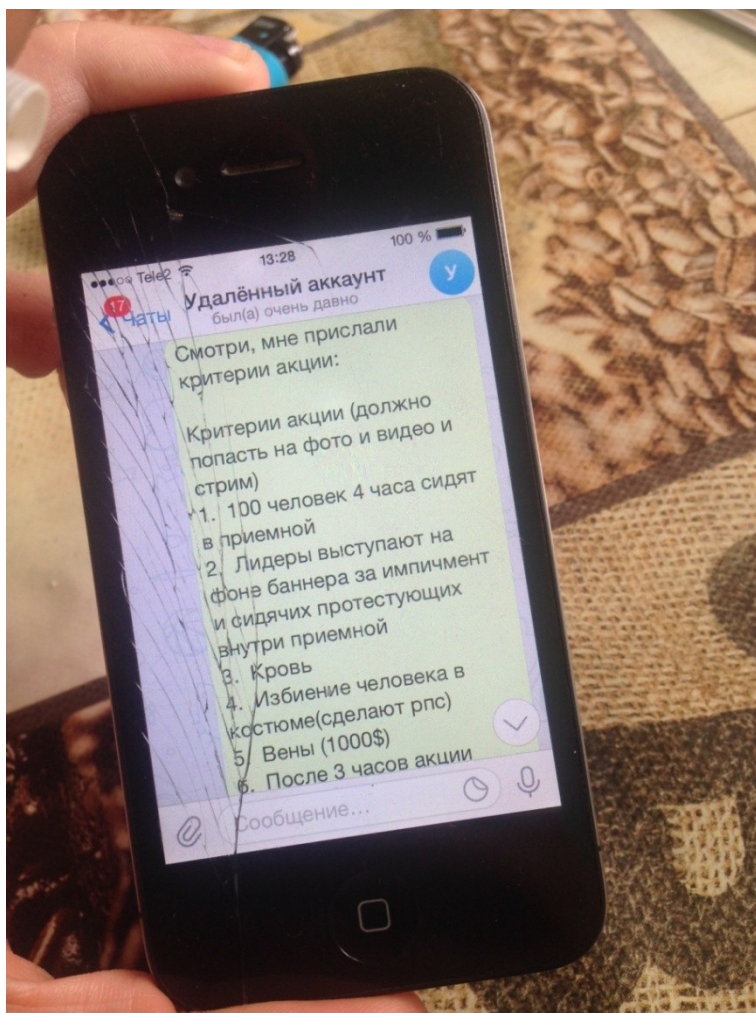 Tele2 13:28 100 %
17
Чаты Удалённый аккаунт У
был(а) очень давно
Смотри, мне прислали
критерии акции:
Критерии акции (должно
попасть на фото и видео и
стрим)
1. 100 человек 4 часа сидят
в приемной
2. Лидеры выступают на
фоне баннера за импичмент
и сидячих протестующих
внутри приемной
3. Кровь
4. Избиение человека в
костюме(сделают рпс)
5. Вены (1000$)
6. После 3 часов акции
Сообщение...